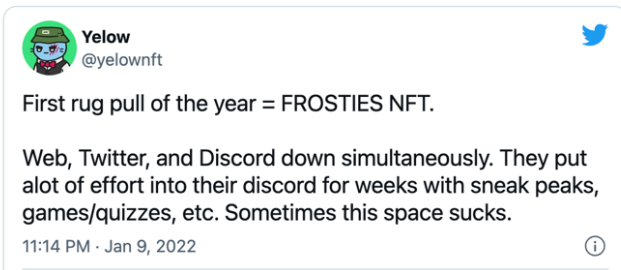 Yelow
@yelownft
First rug pull of the year = FROSTIES NFT.
Web, Twitter, and Discord down simultaneously. They put
alot of effort into their discord for weeks with sneak peaks,
games/quizzes, etc. Sometimes this space sucks.
11:14 PM · Jan 9, 2022